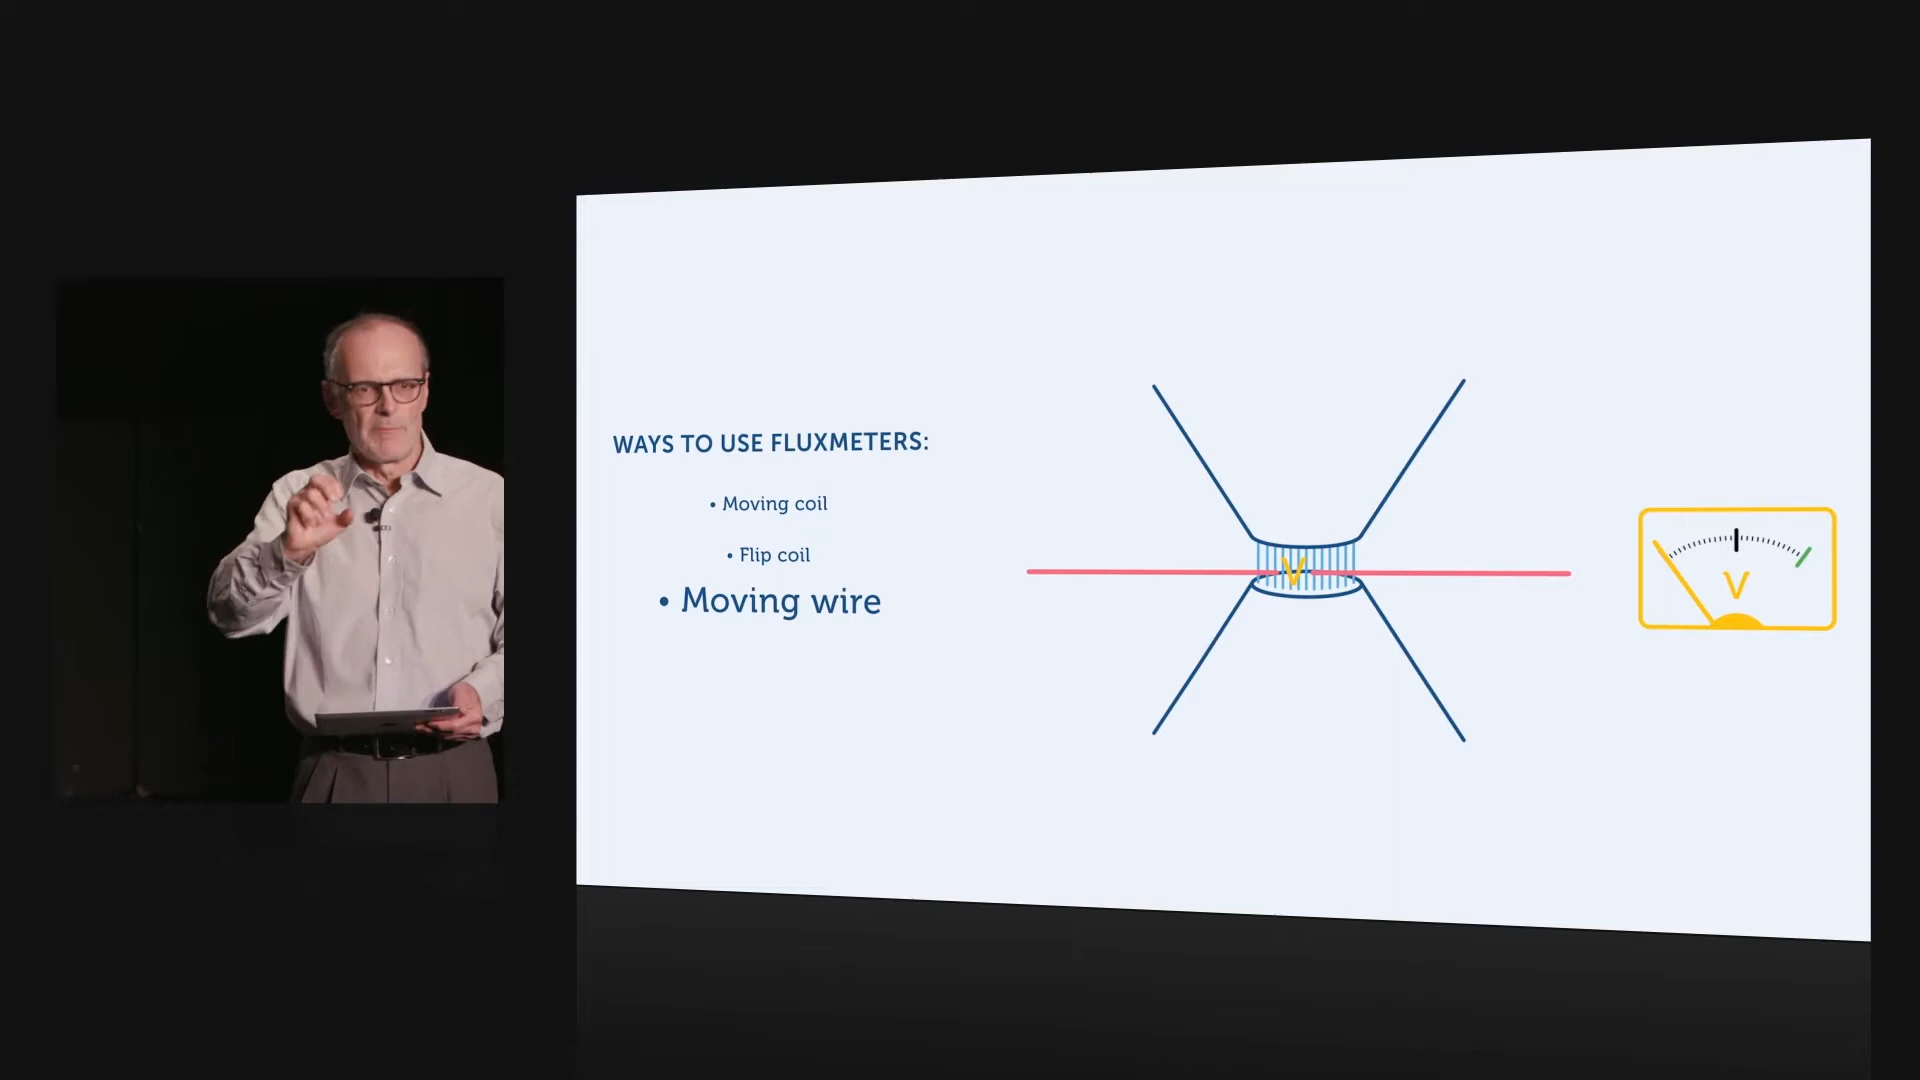 WAYS TO USE FLUXMETERS:
• Moving coil
• Flip coil
• Moving wire
V
V